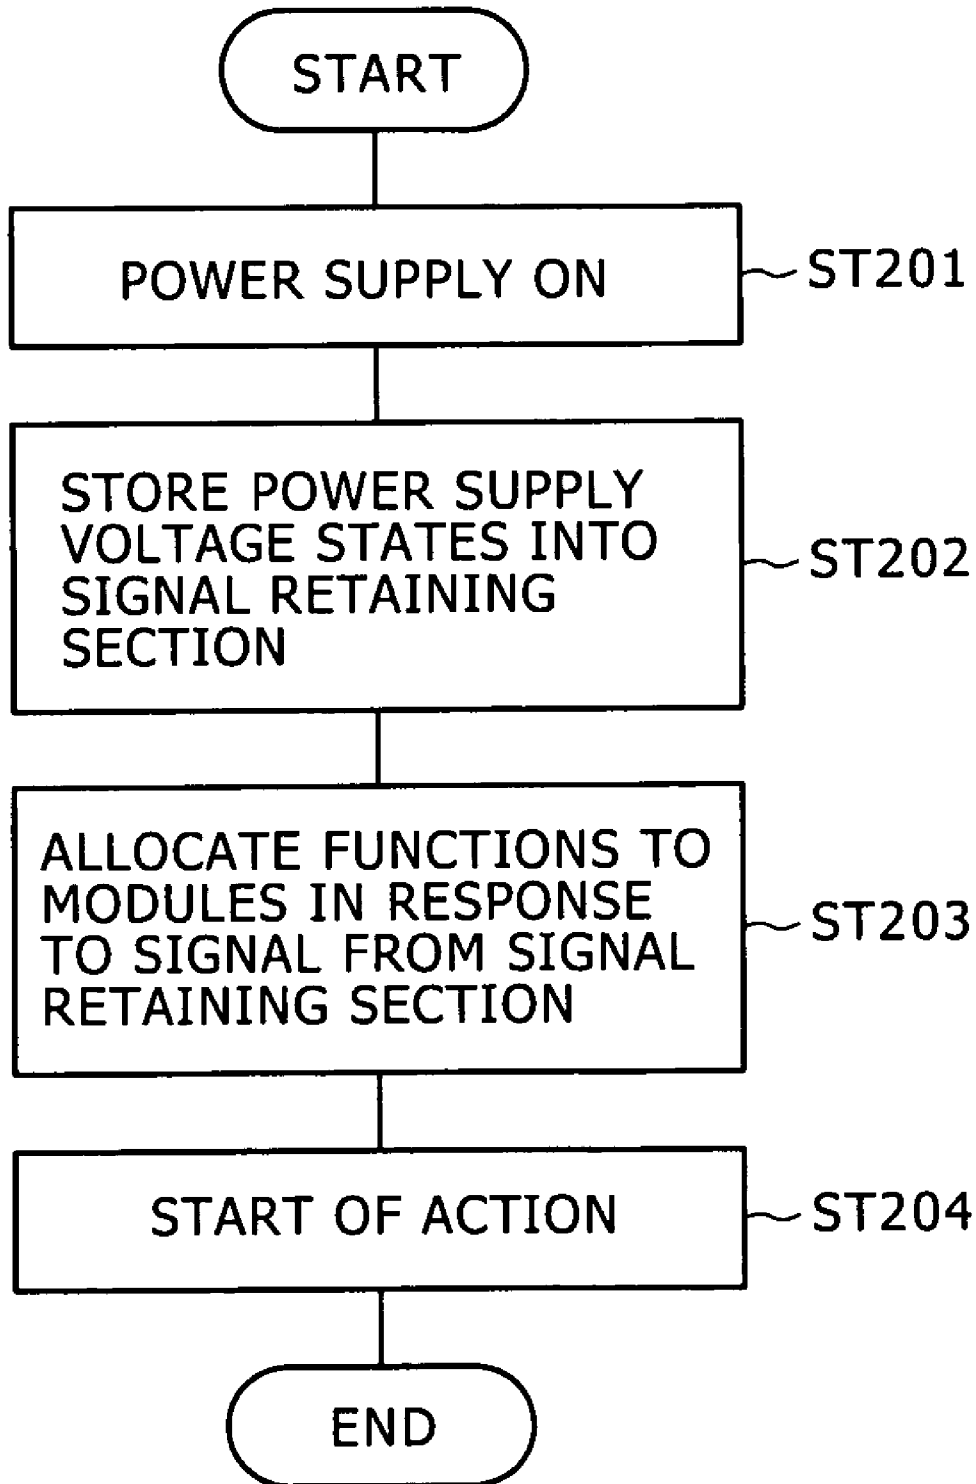 START
POWER SUPPLY ON
ST201
STORE POWER SUPPLY
VOLTAGE STATES INTO
SIGNAL RETAINING
SECTION
ST202
ALLOCATE FUNCTIONS TO
MODULES IN RESPONSE
TO SIGNAL FROM SIGNAL
RETAINING SECTION
ST203
START OF ACTION
ST204
END